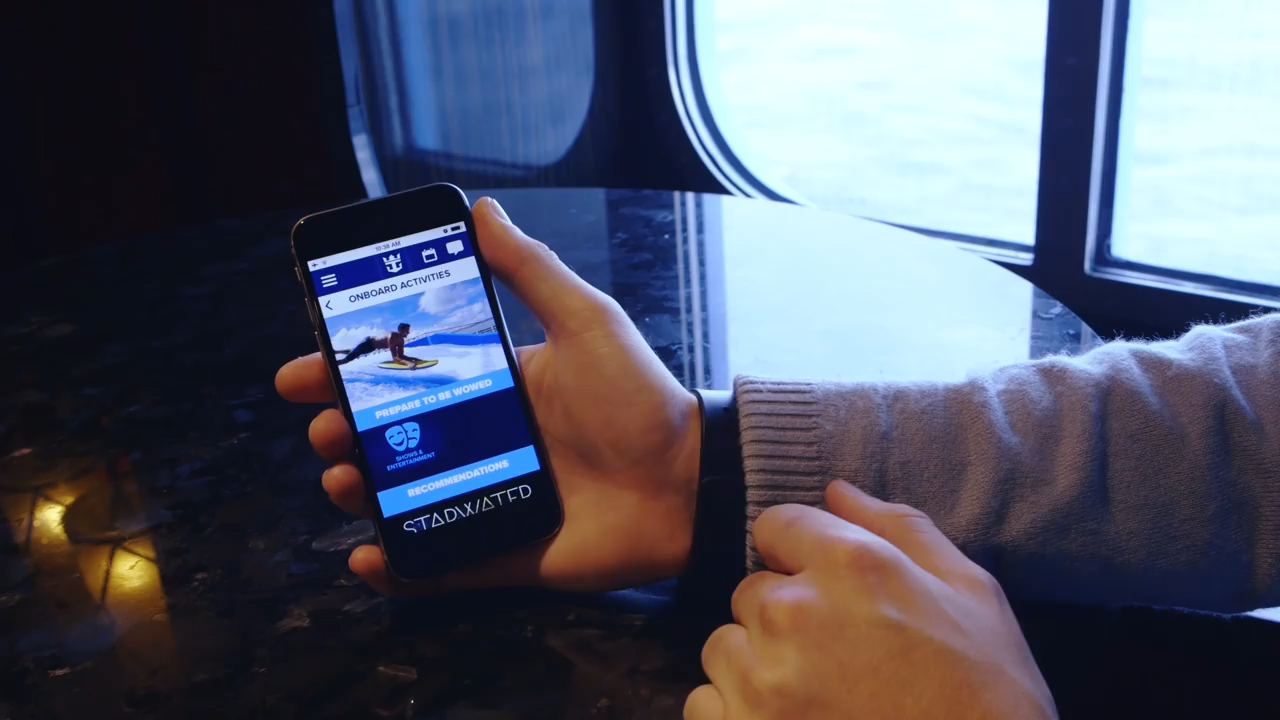 10:38 AM
ONBOARD ACTIVITIES
PREPARE TO BE WOWED
SHOWS &
ENTERTAINMENT
RECOMMENDATIONS
STARWATER